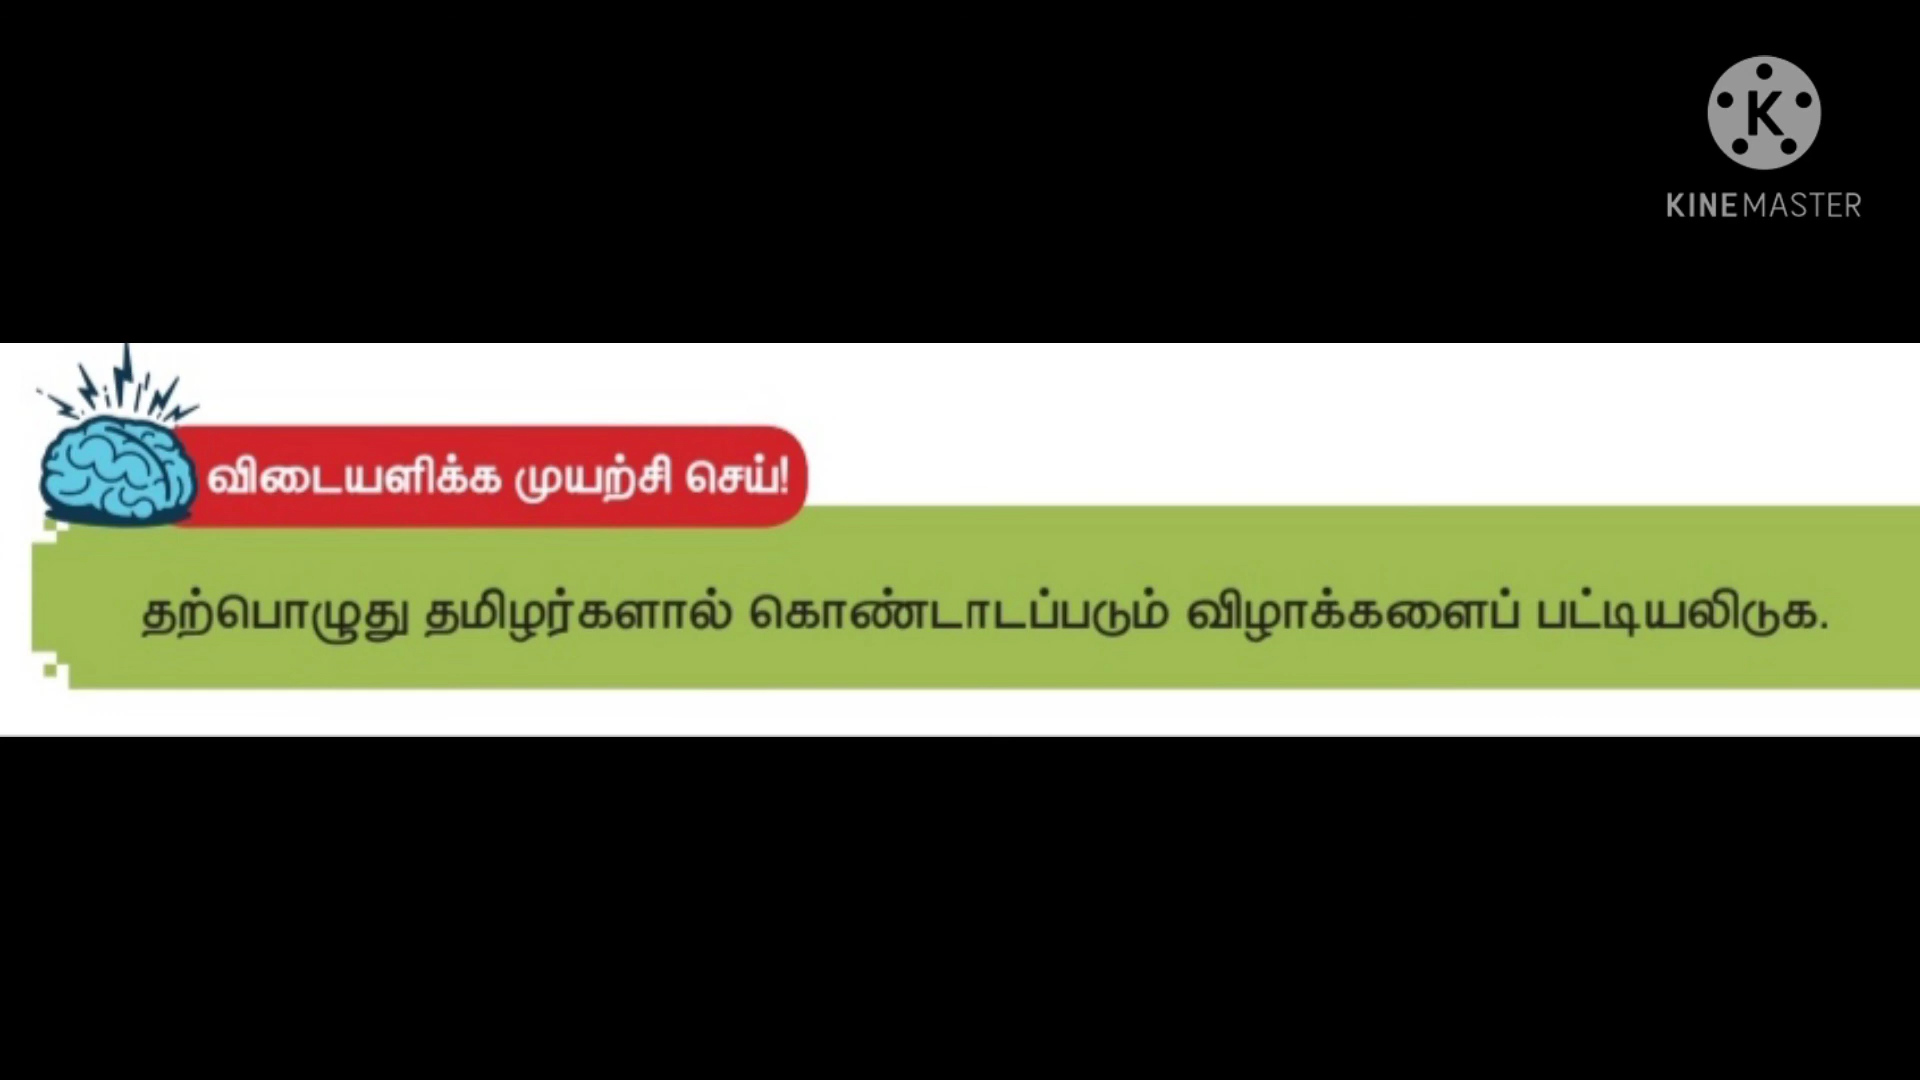 KINEMASTER
விடையளிக்க முயற்சி செய்!
தற்பொழுது தமிழர்களால் கொண்டாடப்படும் விழாக்களைப் பட்டியலிடுக.